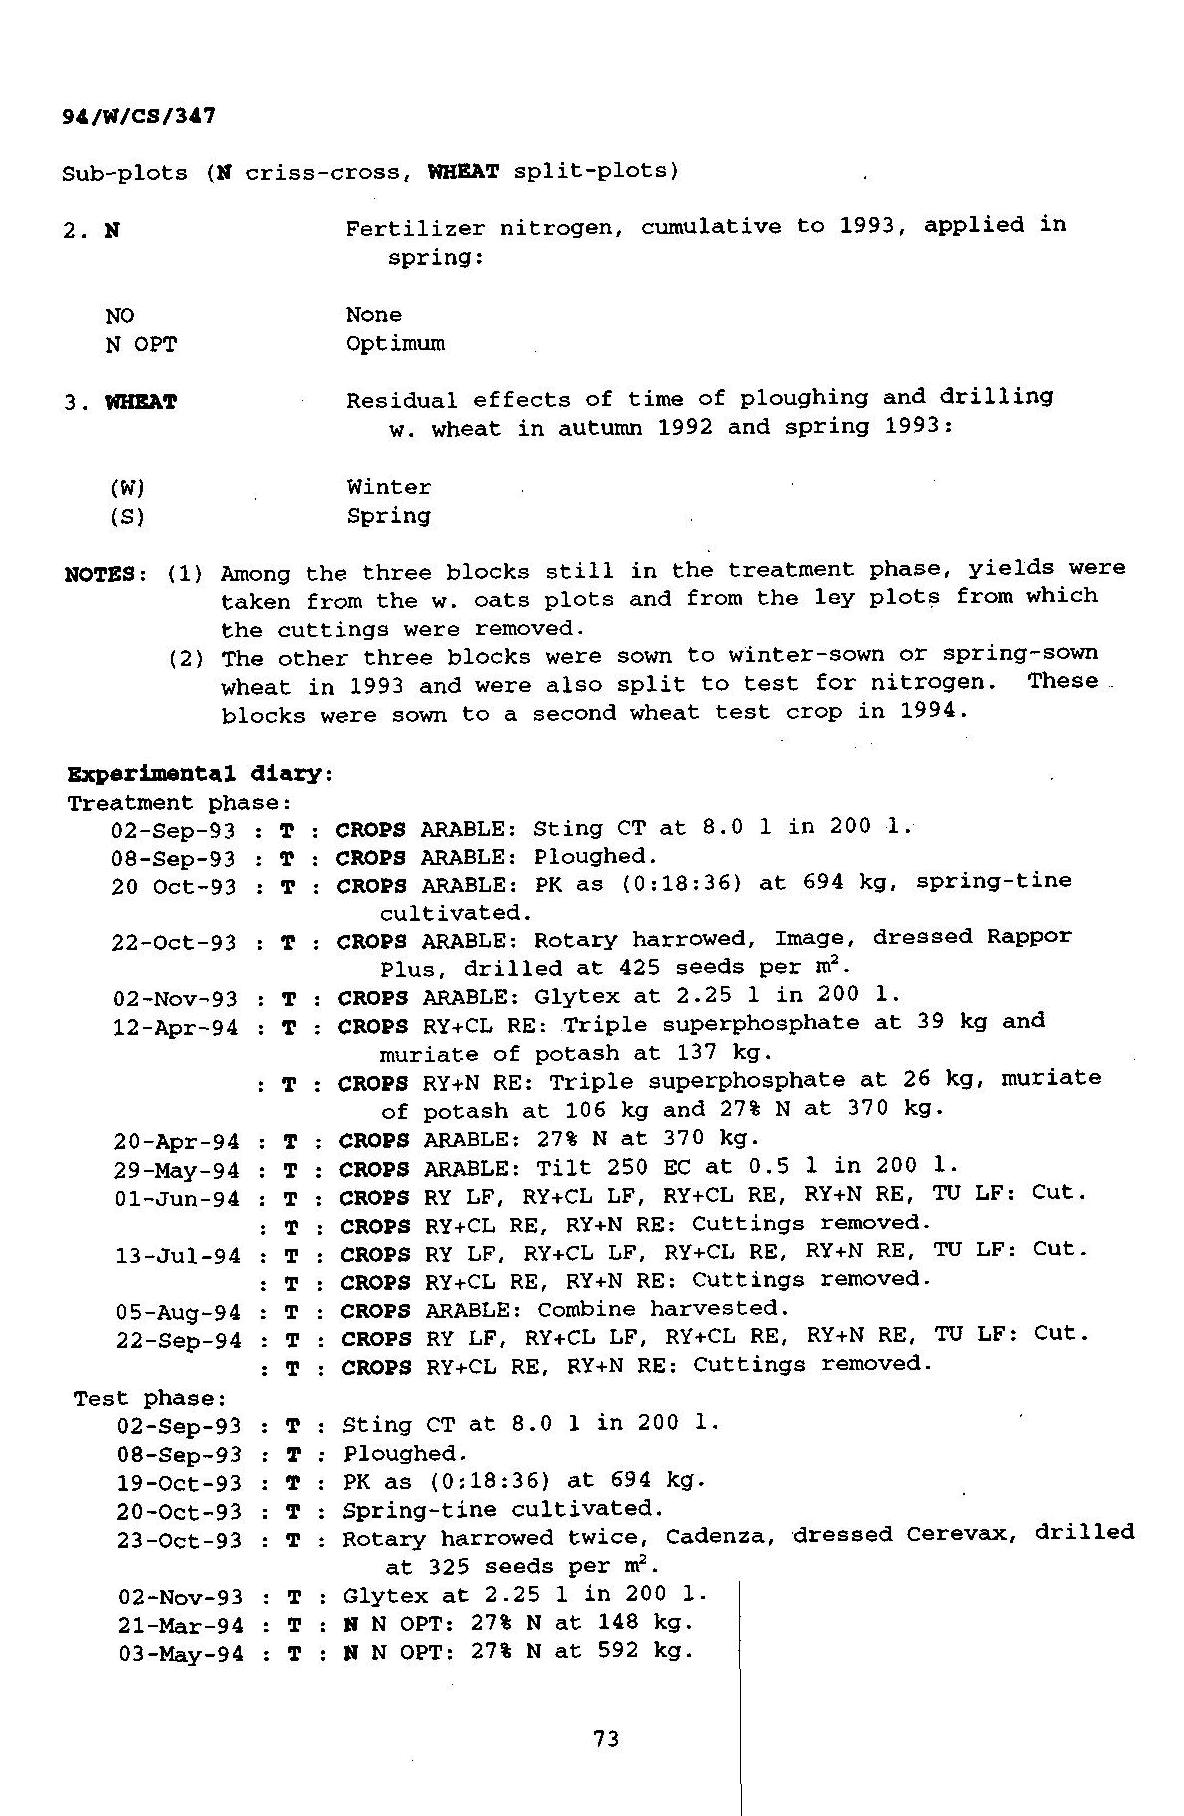 94/W/CS/347
Sub-plots (N criss-cross, WHEAT split-plots)
2. N Fertilizer nitrogen, cumulative to 1993, applied in
spring:
NO None
N OPT Optimum
3. WHEAT Residual effects of time of ploughing and drilling
w. wheat in autumn 1992 and spring 1993:
(W) Winter
(S) Spring
NOTES: (1) Among the three blocks still in the treatment phase, yields were
taken from the w. oats plots and from the ley plots from which
the cuttings were removed.
(2) The other three blocks were sown to winter-sown or spring-sown
wheat in 1993 and were also split to test for nitrogen. These
blocks were sown to a second wheat test crop in 1994.
Experimental diary:
Treatment phase:
02-Sep-93 : T : CROPS ARABLE: Sting CT at 8.0 l in 200 l.
08-Sep-93 : T : CROPS ARABLE: Ploughed.
20 Oct-93 : T : CROPS ARABLE: PK as (0:18:36) at 694 kg, spring-tine
cultivated.
22-Oct-93 : T : CROPS ARABLE: Rotary harrowed, Image, dressed Rappor
Plus, drilled at 425 seeds per m².
02-Nov-93 : T : CROPS ARABLE: Glytex at 2.25 l in 200 l.
12-Apr-94 : T : CROPS RY+CL RE: Triple superphosphate at 39 kg and
muriate of potash at 137 kg.
: T : CROPS RY+N RE: Triple superphosphate at 26 kg, muriate
of potash at 106 kg and 27% N at 370 kg.
20-Apr-94 : T : CROPS ARABLE: 27% N at 370 kg.
29-May-94 : T : CROPS ARABLE: Tilt 250 EC at 0.5 l in 200 l.
01-Jun-94 : T : CROPS RY LF, RY+CL LF, RY+CL RE, RY+N RE, TU LF: Cut.
: T : CROPS RY+CL RE, RY+N RE: Cuttings removed.
13-Jul-94 : T : CROPS RY LF, RY+CL LF, RY+CL RE, RY+N RE, TU LF: Cut.
: T : CROPS RY+CL RE, RY+N RE: Cuttings removed.
05-Aug-94 : T : CROPS ARABLE: Combine harvested.
22-Sep-94 : T : CROPS RY LF, RY+CL LF, RY+CL RE, RY+N RE, TU LF: Cut.
: T : CROPS RY+CL RE, RY+N RE: Cuttings removed.
Test phase:
02-Sep-93 : T : Sting CT at 8.0 l in 200 l.
08-Sep-93 : T : Ploughed.
19-Oct-93 : T : PK as (0:18:36) at 694 kg.
20-Oct-93 : T : Spring-tine cultivated.
23-Oct-93 : T : Rotary harrowed twice, Cadenza, dressed Cerevax, drilled
at 325 seeds per m².
02-Nov-93 : T : Glytex at 2.25 l in 200 l.
21-Mar-94 : T : N N OPT: 27% N at 148 kg.
03-May-94 : T : N N OPT: 27% N at 592 kg.
73